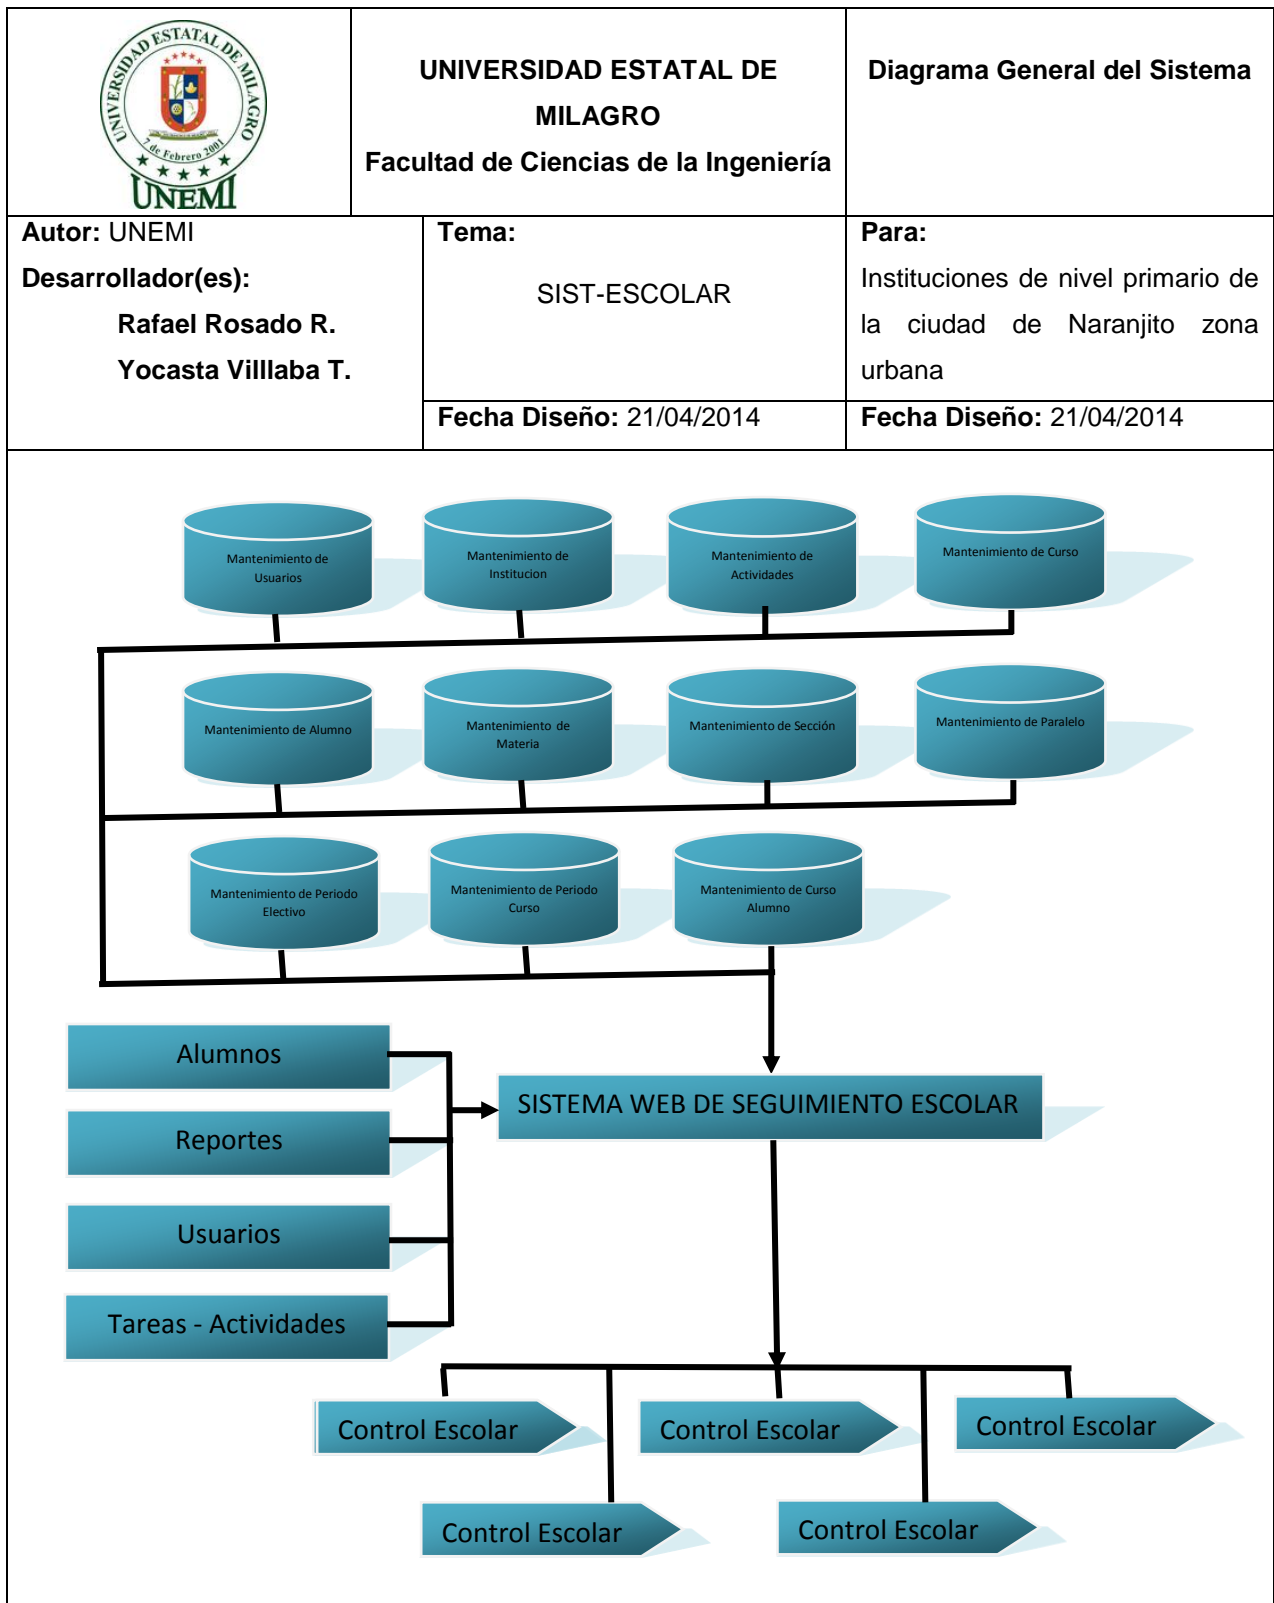 UNIVERSIDAD ESTATAL DE MILAGRO
7 de Febrero 2001
UNEMI
UNIVERSIDAD ESTATAL DE
MILAGRO
Facultad de Ciencias de la Ingeniería
Diagrama General del Sistema
Autor: UNEMI
Desarrollador(es):
Rafael Rosado R.
Yocasta Villlaba T.
Tema:
SIST-ESCOLAR
Para:
Instituciones de nivel primario de
la ciudad de Naranjito zona
urbana
Fecha Diseño: 21/04/2014
Fecha Diseño: 21/04/2014
Mantenimiento de
Usuarios
Mantenimiento de
Institucion
Mantenimiento de
Actividades
Mantenimiento de Curso
Mantenimiento de Alumno
Mantenimiento de
Materia
Mantenimiento de Sección
Mantenimiento de Paralelo
Mantenimiento de Periodo
Electivo
Mantenimiento de Periodo
Curso
Mantenimiento de Curso
Alumno
Alumnos
Reportes
Usuarios
Tareas - Actividades
SISTEMA WEB DE SEGUIMIENTO ESCOLAR
Control Escolar
Control Escolar
Control Escolar
Control Escolar
Control Escolar